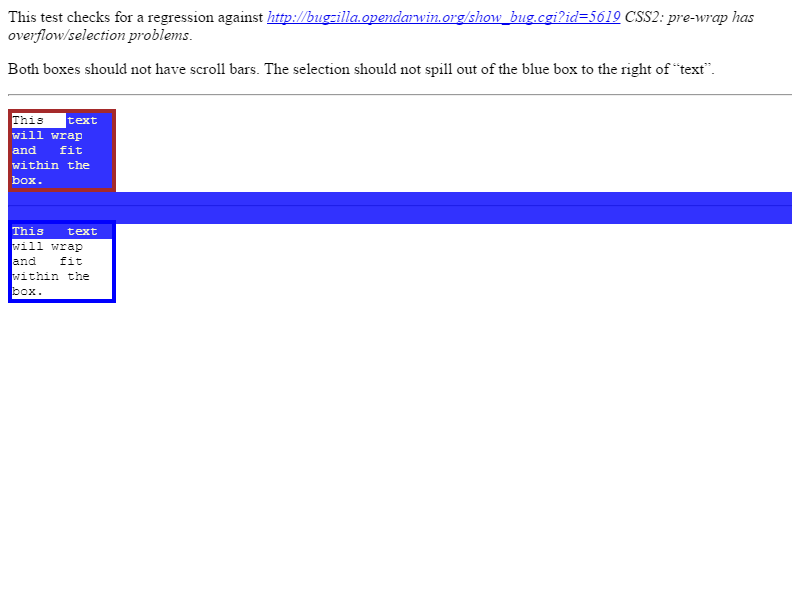 This test checks for a regression against http://bugzilla.opendarwin.org/show_bug.cgi?id=5619 CSS2: pre-wrap has
overflow/selection problems.
Both boxes should not have scroll bars. The selection should not spill out of the blue box to the right of “text”.
This   text
will wrap
and   fit
within the
box.
This   text
will wrap
and   fit
within the
box.